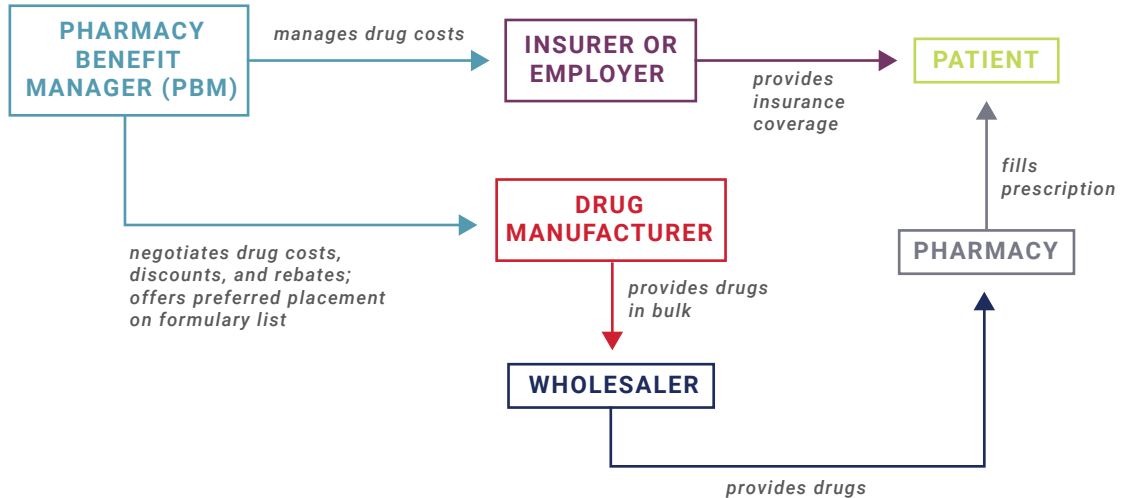 PHARMACY
BENEFIT
MANAGER (PBM)
manages drug costs
INSURER OR
EMPLOYER
provides
insurance
coverage
PATIENT
negotiates drug costs,
discounts, and rebates;
offers preferred placement
on formulary list
DRUG
MANUFACTURER
provides drugs
in bulk
WHOLESALER
provides drugs
PHARMACY
fills
prescription